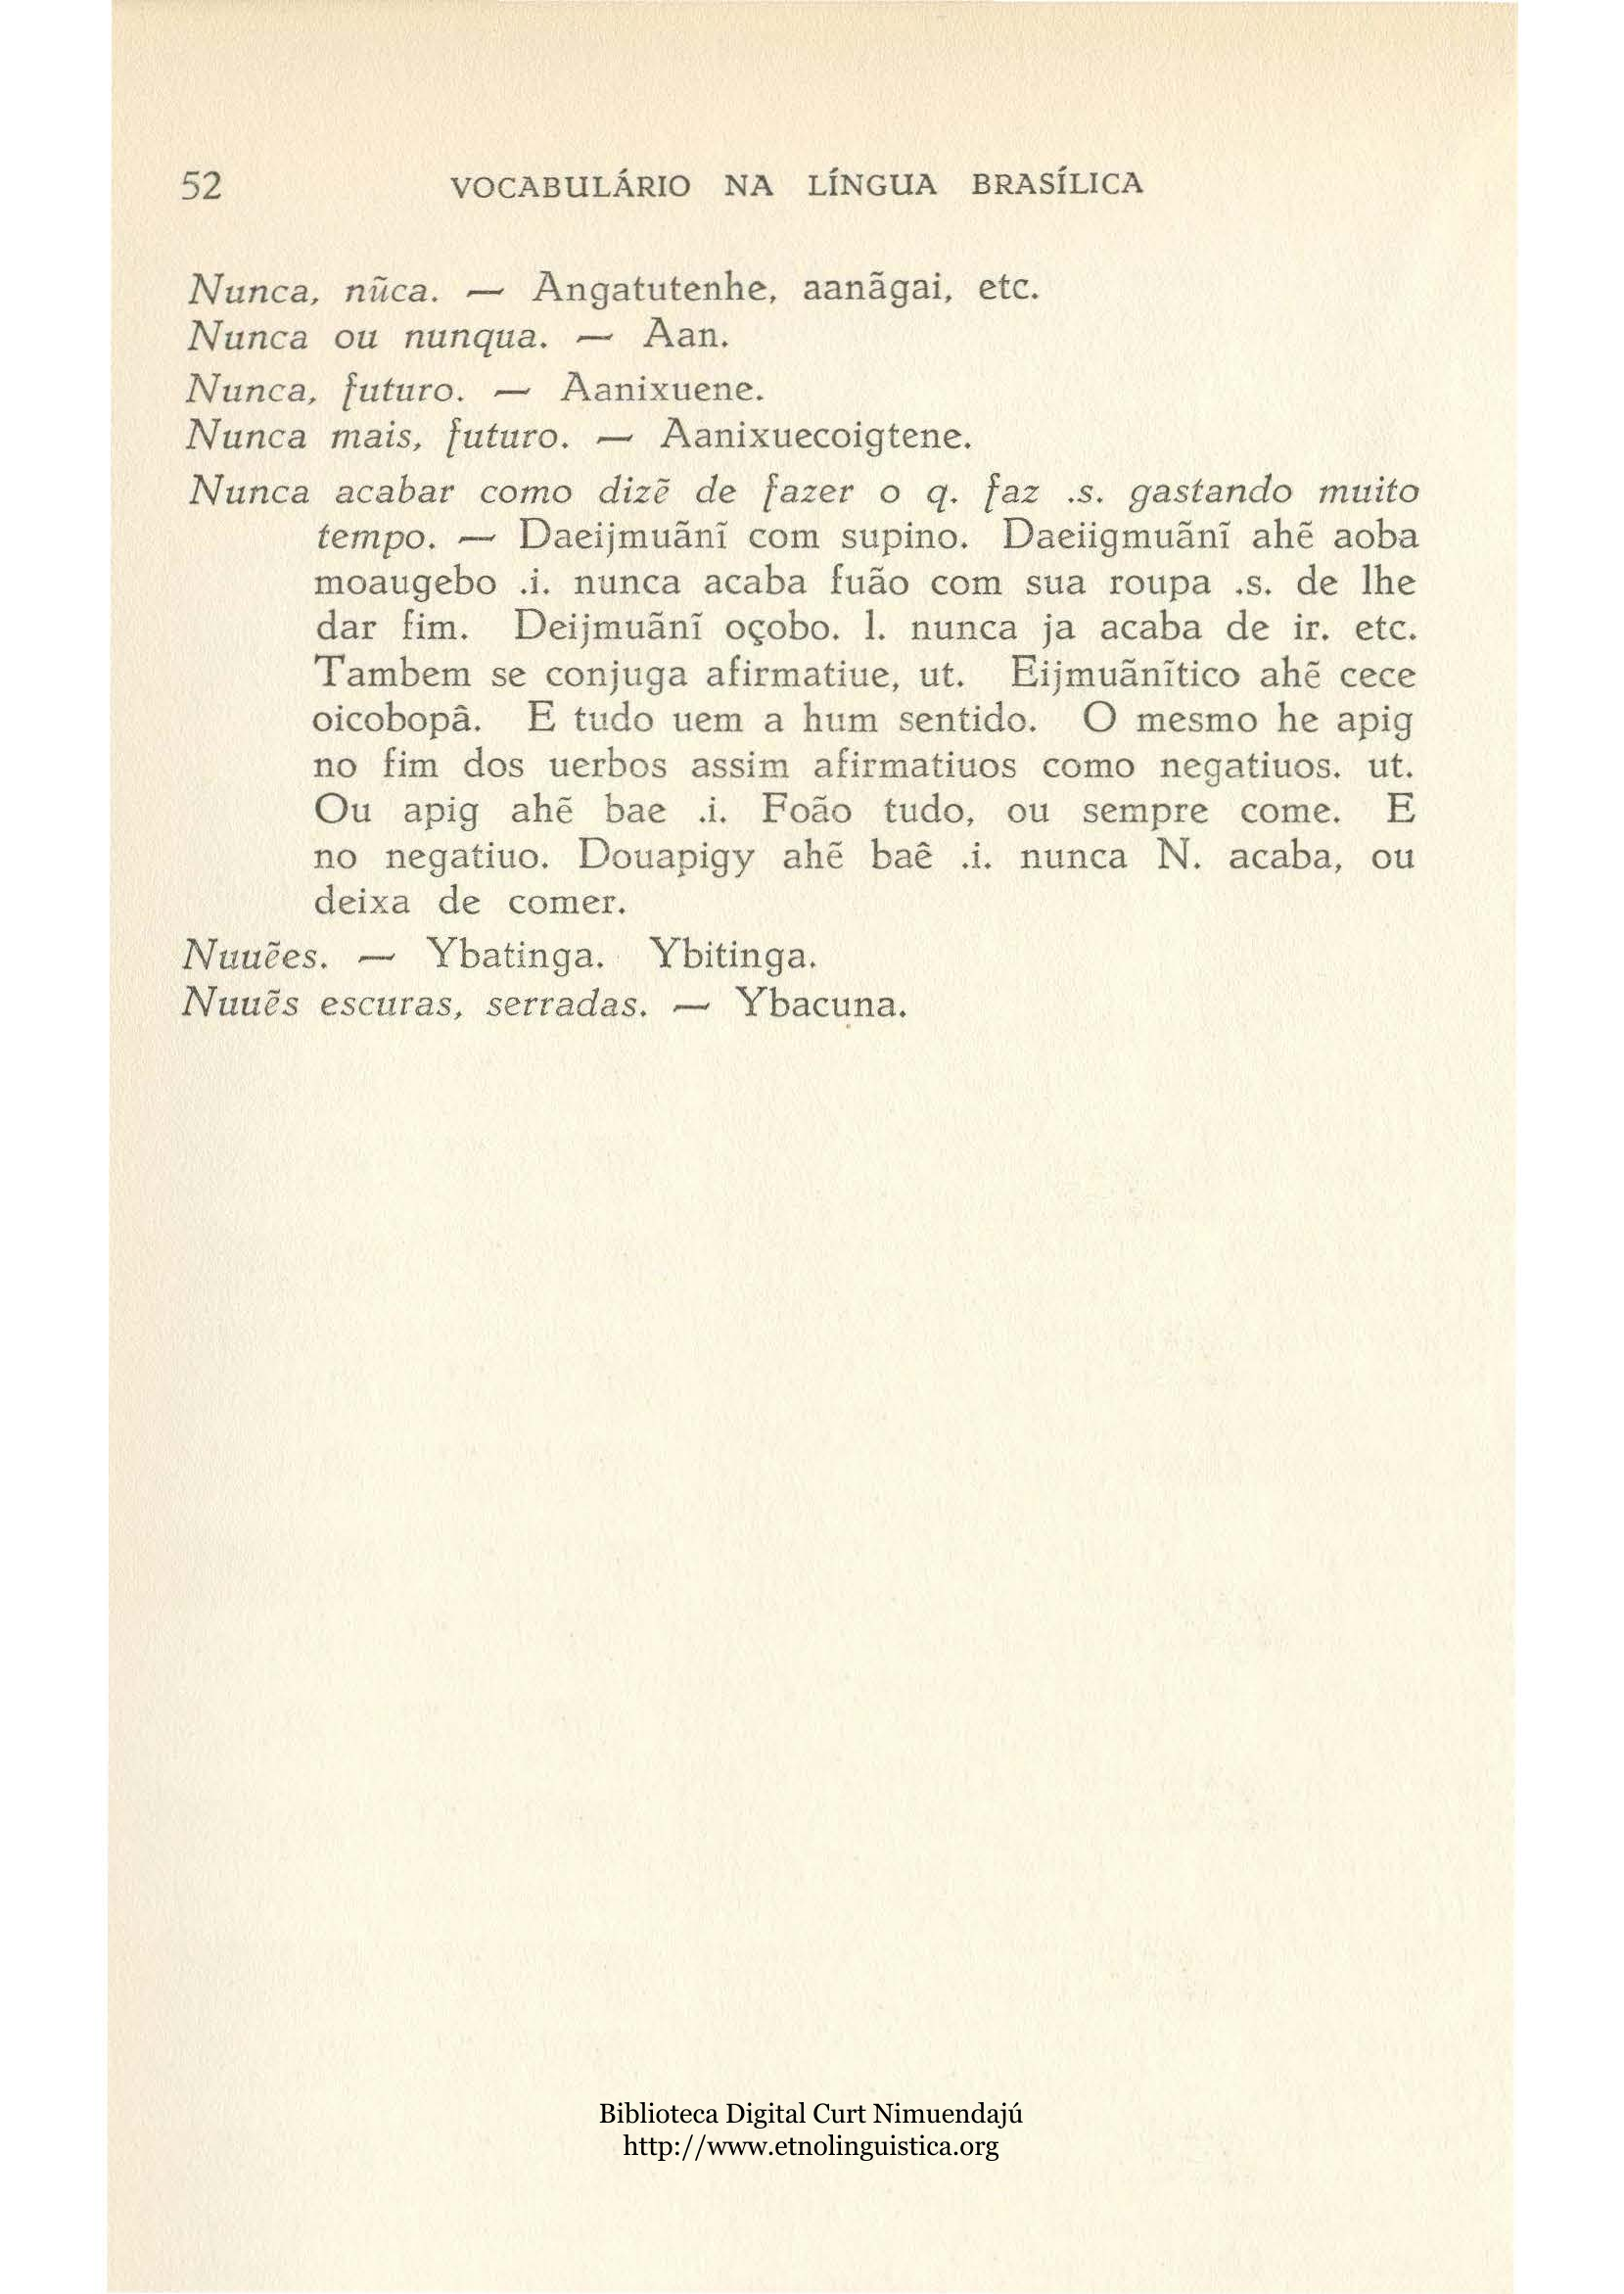 52 VOCABULÁRIO NA LÍNGUA BRASÍLICA
Nunca, nũca. — Angatutenhe, aanãgai, etc.
Nunca ou nunqua. — Aan.
Nunca, futuro. — Aanixuene.
Nunca mais, futuro. — Aanixuecoigtene.
Nunca acabar como dizẽ de fazer o q. faz .s. gastando muito
tempo. — Daeijmuãnĩ com supino. Daeiigmuãnĩ ahẽ aoba
moaugebo .i. nunca acaba fuão com sua roupa .s. de lhe
dar fim. Deijmuãnĩ oçobo. l. nunca ja acaba de ir. etc.
Tambem se conjuga afirmatiue, ut. Eijmuãnĩtico ahẽ cece
oicobopâ. E tudo uem a hum sentido. O mesmo he apig
no fim dos uerbos assim afirmatiuos como negatiuos. ut.
Ou apig ahẽ bae .i. Foão tudo, ou sempre come. E
no negatiuo. Douapigy ahẽ baê .i. nunca N. acaba, ou
deixa de comer.
Nuuẽes. — Ybatinga. Ybitinga.
Nuuẽs escuras, serradas. — Ybacuna.
Biblioteca Digital Curt Nimuendajú
http://www.etnolinguistica.org